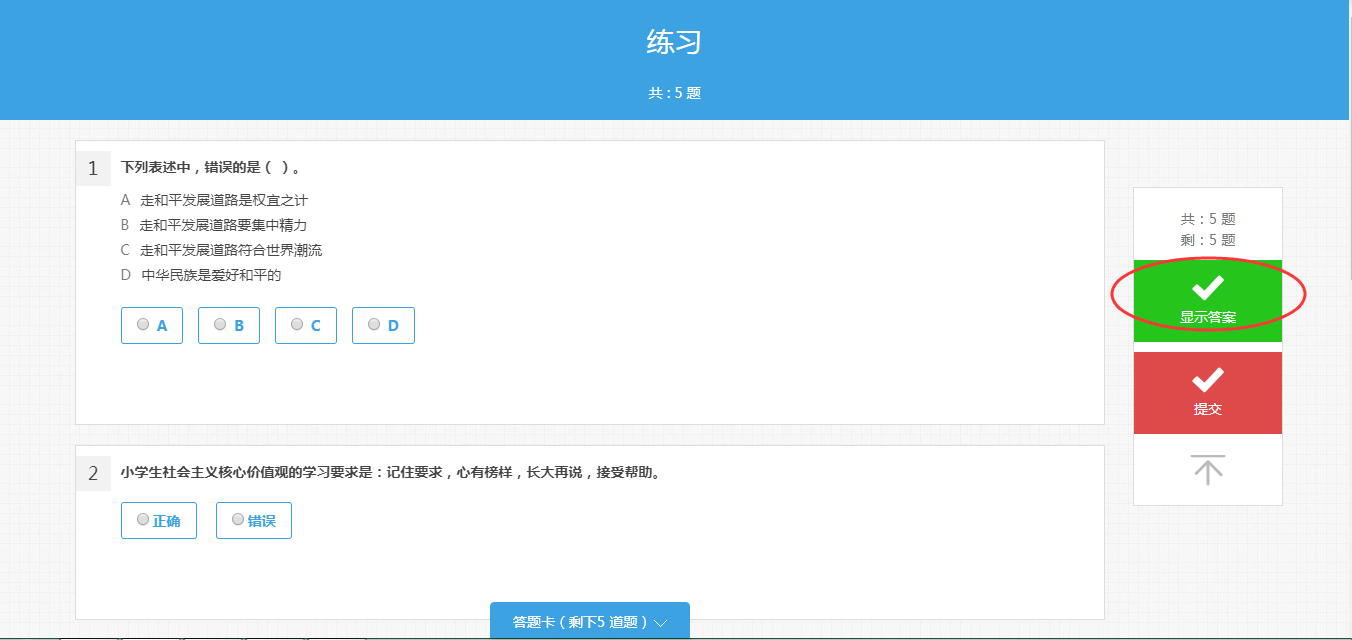 练习
共：5 题
1 下列表述中，错误的是（ ）。
A 走和平发展道路是权宜之计
B 走和平发展道路要集中精力
C 走和平发展道路符合世界潮流
D 中华民族是爱好和平的
A B C D
共：5 题
剩：5 题
显示答案
提交
2 小学生社会主义核心价值观的学习要求是：记住要求，心有榜样，长大再说，接受帮助。
正确 错误
答题卡（剩下5 道题）